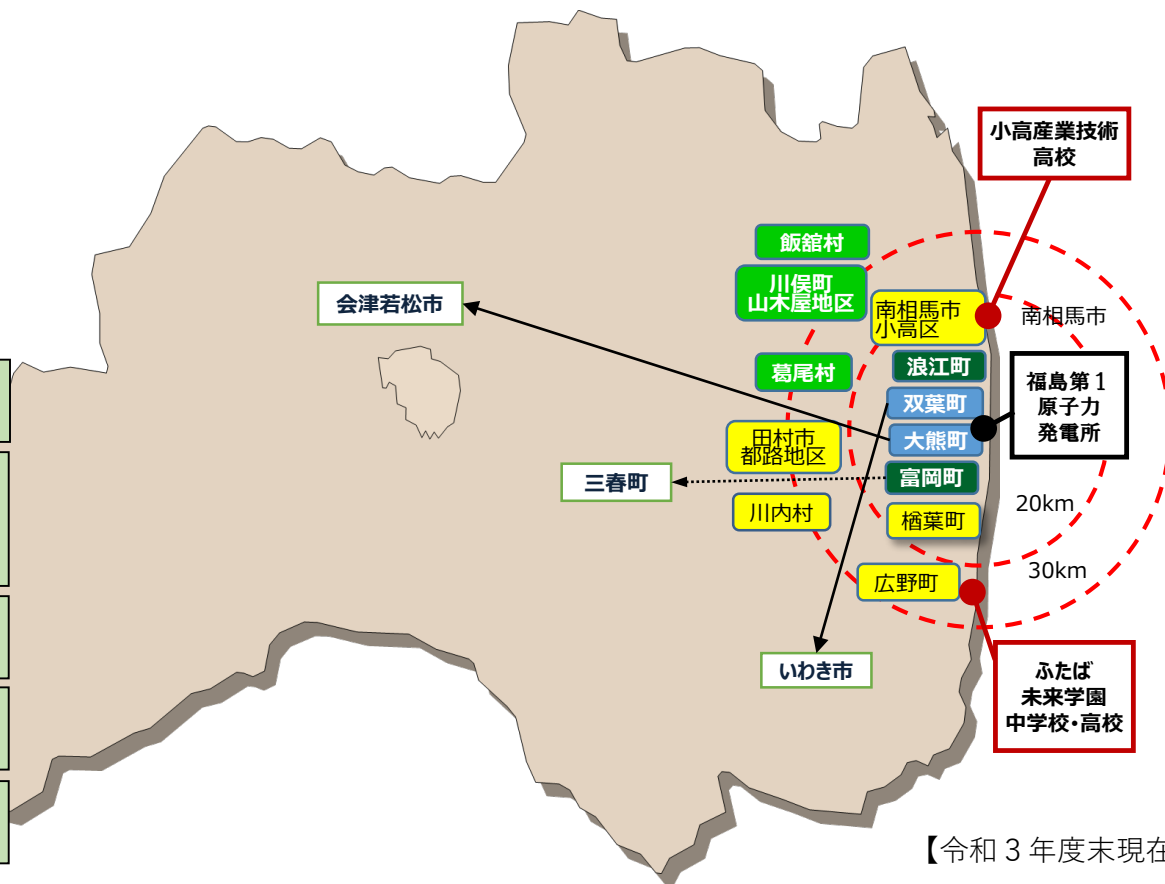 小高産業技術
高校
飯舘村
川俣町
山木屋地区
会津若松市
南相馬市
小高区
南相馬市
浪江町
葛尾村
福島第1
原子力
発電所
双葉町
大熊町
田村市
都路地区
富岡町
三春町
20km
川内村
楢葉町
30km
広野町
いわき市
ふたば
未来学園
中学校・高校
【令和3年度末現在